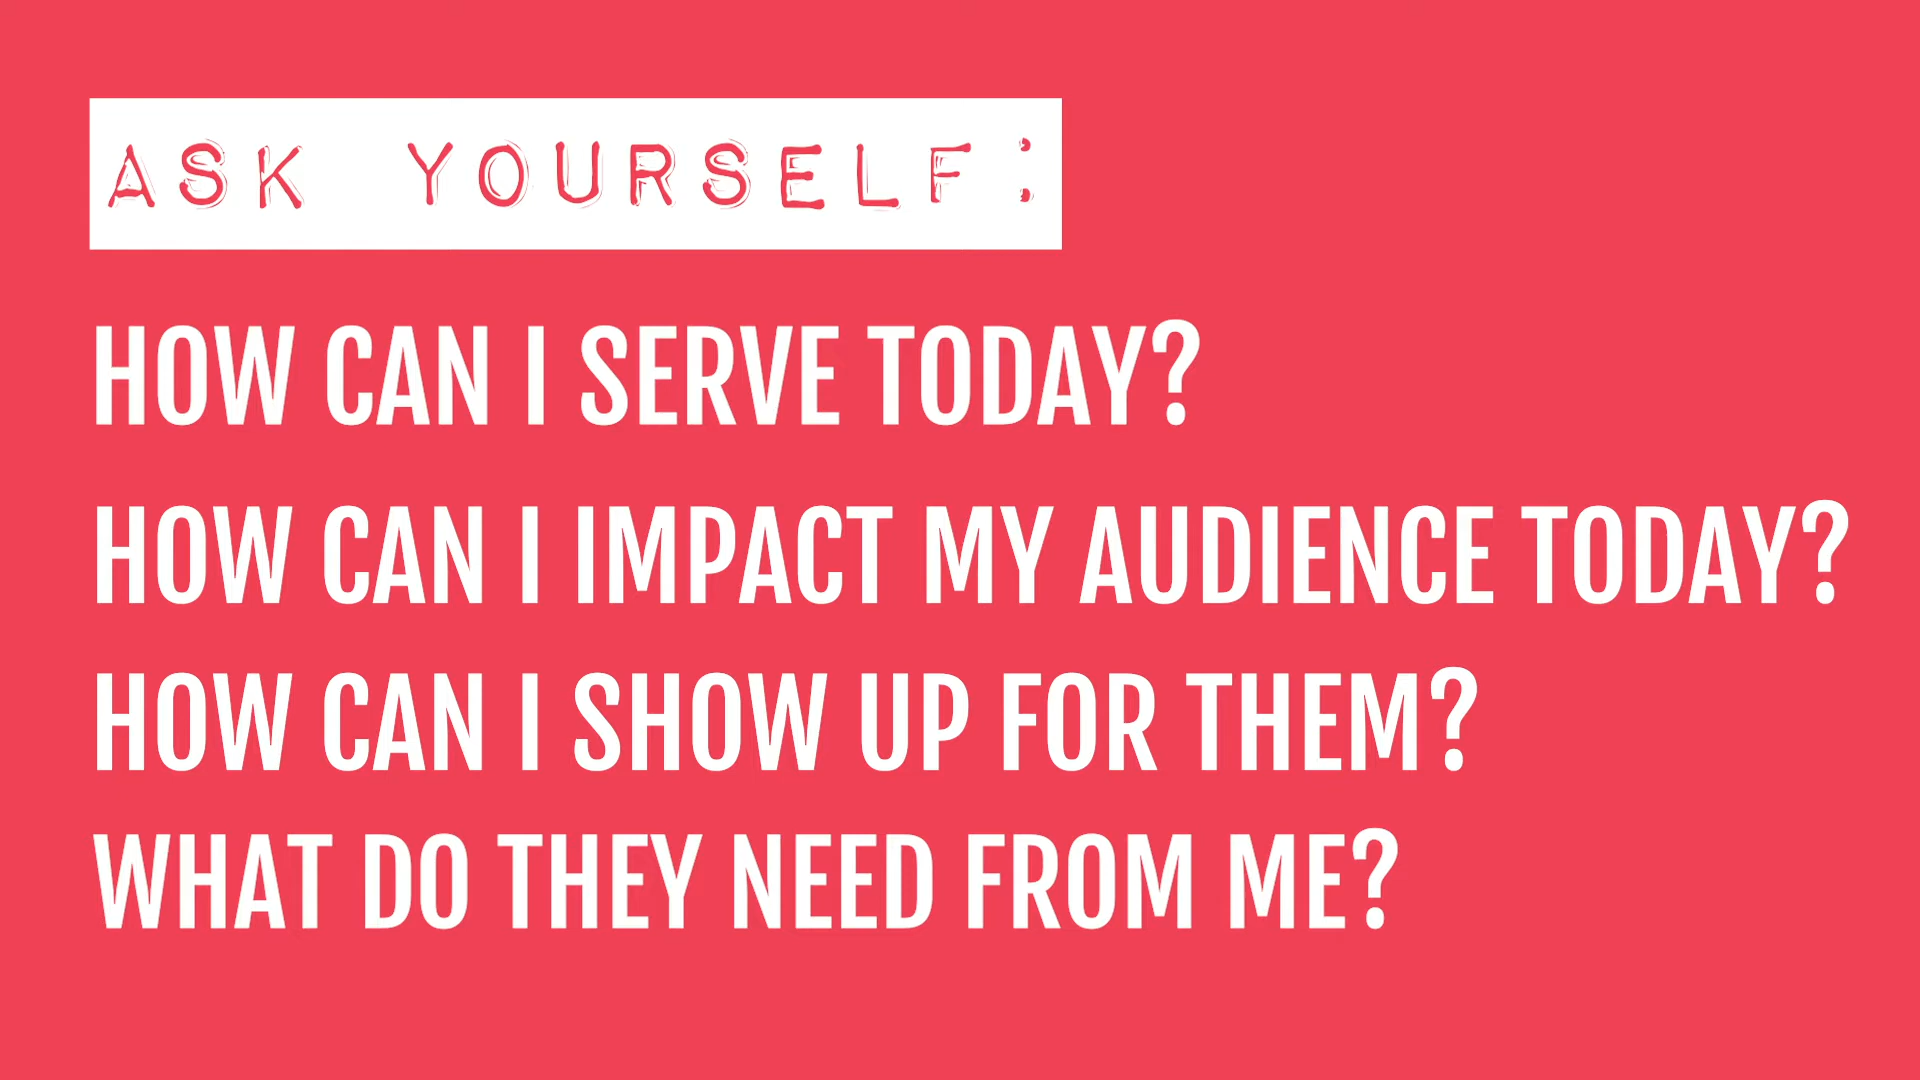 ASK YOURSELF:
HOW CAN I SERVE TODAY?
HOW CAN I IMPACT MY AUDIENCE TODAY?
HOW CAN I SHOW UP FOR THEM?
WHAT DO THEY NEED FROM ME?